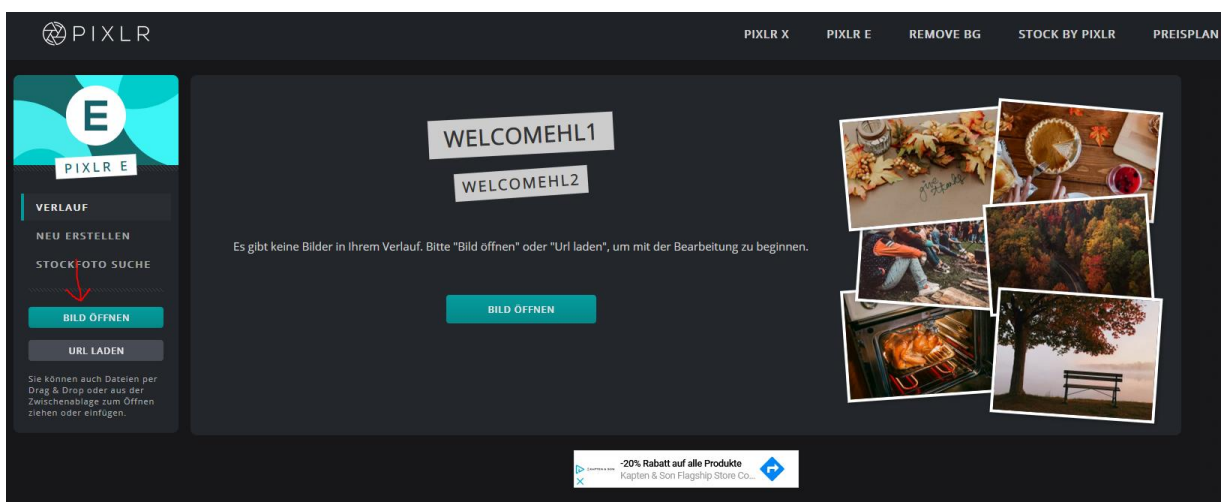 PIXLR
PIXLR X
PIXLR E
REMOVE BG
STOCK BY PIXLR
PREISPLAN
E
PIXLR E
VERLAUF
NEU ERSTELLEN
STOCKFOTO SUCHE
BILD ÖFFNEN
URL LADEN
Sie können auch Dateien per
Drag & Drop oder aus der
Zwischenablage zum Öffnen
ziehen oder einfügen.
WELCOMEHL1
WELCOMEHL2
Es gibt keine Bilder in Ihrem Verlauf. Bitte "Bild öffnen" oder "Url laden", um mit der Bearbeitung zu beginnen.
BILD ÖFFNEN
give thanks
-20% Rabatt auf alle Produkte
Kapten & Son Flagship Store Co...